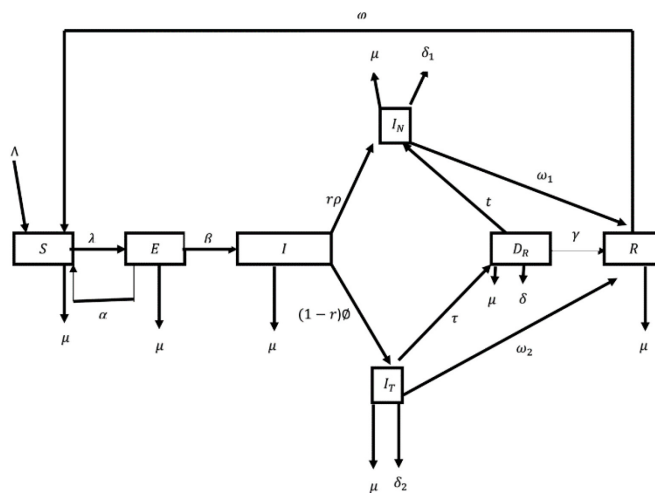 φ
μ δ₁
I_N
Λ
ω₁
rρ t
S λ E ß I D_R γ R
α
μ δ
(1 − r)∅ τ
μ μ μ ω₂ μ
I_T
μ δ₂